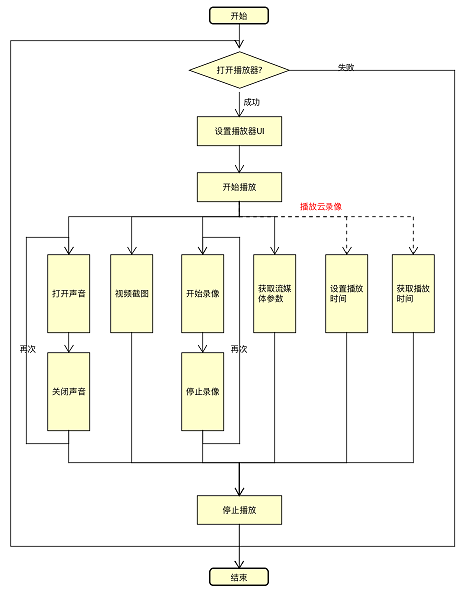 开始
打开播放器?
失败
成功
设置播放器UI
开始播放
播放云录像
打开声音
视频截图
开始录像
获取流媒
体参数
设置播放
时间
获取播放
时间
再次
再次
关闭声音
停止录像
停止播放
结束